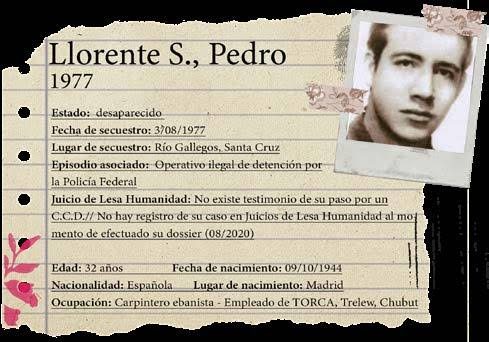 Llorente S., Pedro
1977
Estado: desaparecido
Fecha de secuestro: 3?08/1977
Lugar de secuestro: Río Gallegos, Santa Cruz
Episodio asociado: Operativo ilegal de detención por
la Policía Federal
Juicio de Lesa Humanidad: No existe testimonio de su paso por un
C.C.D.// No hay registro de su caso en Juicios de Lesa Humanidad al mo
mento de efectuado su dossier (08/2020)
Edad: 32 años Fecha de nacimiento: 09/10/1944
Nacionalidad: Española Lugar de nacimiento: Madrid
Ocupación: Carpintero ebanista - Empleado de TORCA, Trelew, Chubut